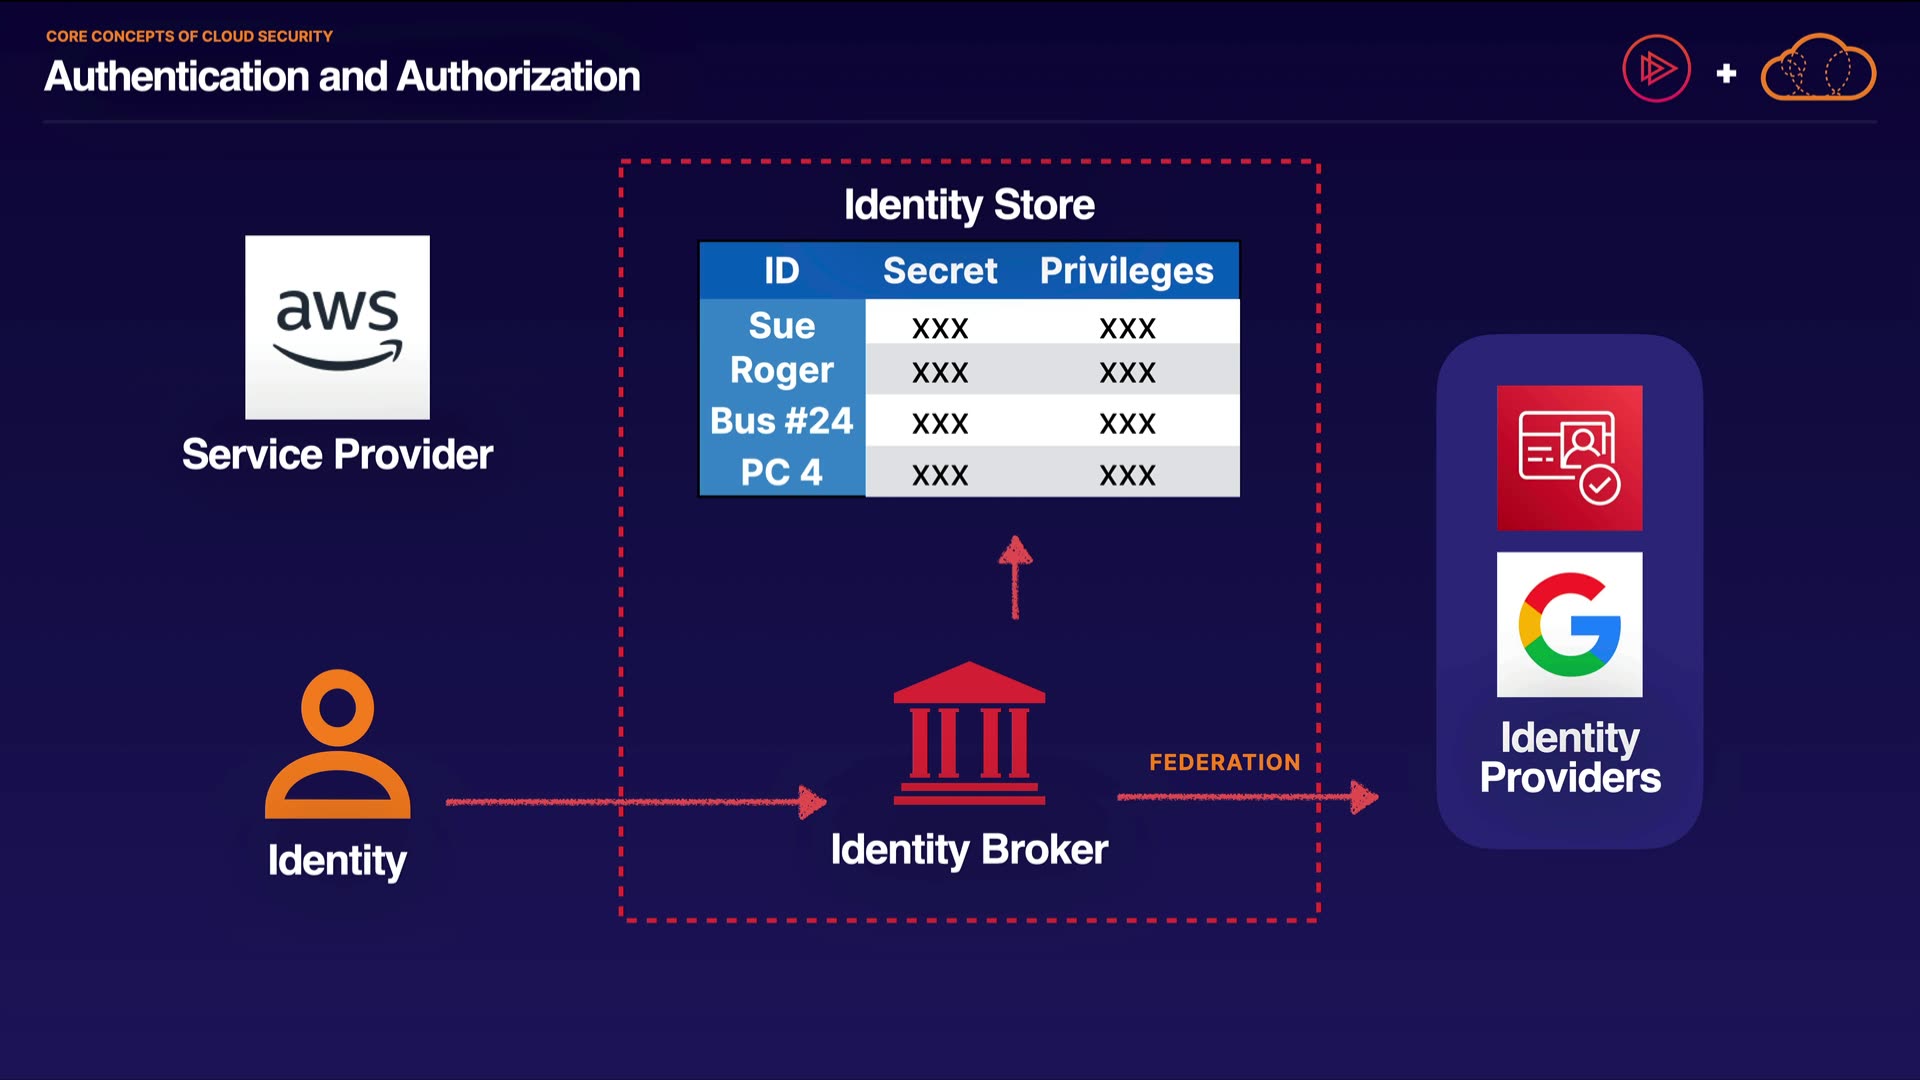 CORE CONCEPTS OF CLOUD SECURITY
Authentication and Authorization
+
aws
Service Provider
Identity
Identity Store
ID Secret Privileges
Sue xxx xxx
Roger xxx xxx
Bus #24 xxx xxx
PC 4 xxx xxx
Identity Broker
FEDERATION
G
Identity
Providers